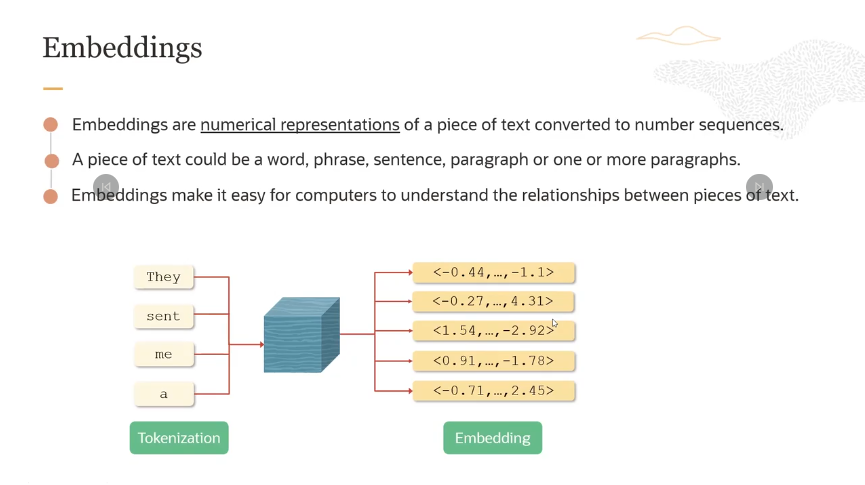 Embeddings
Embeddings are numerical representations of a piece of text converted to number sequences.
A piece of text could be a word, phrase, sentence, paragraph or one or more paragraphs.
Embeddings make it easy for computers to understand the relationships between pieces of text.
They
sent
me
a
<-0.44,…,-1.1>
<-0.27,…,4.31>
<1.54,…,-2.92>
<0.91,…,-1.78>
<-0.71,…,2.45>
Tokenization
Embedding